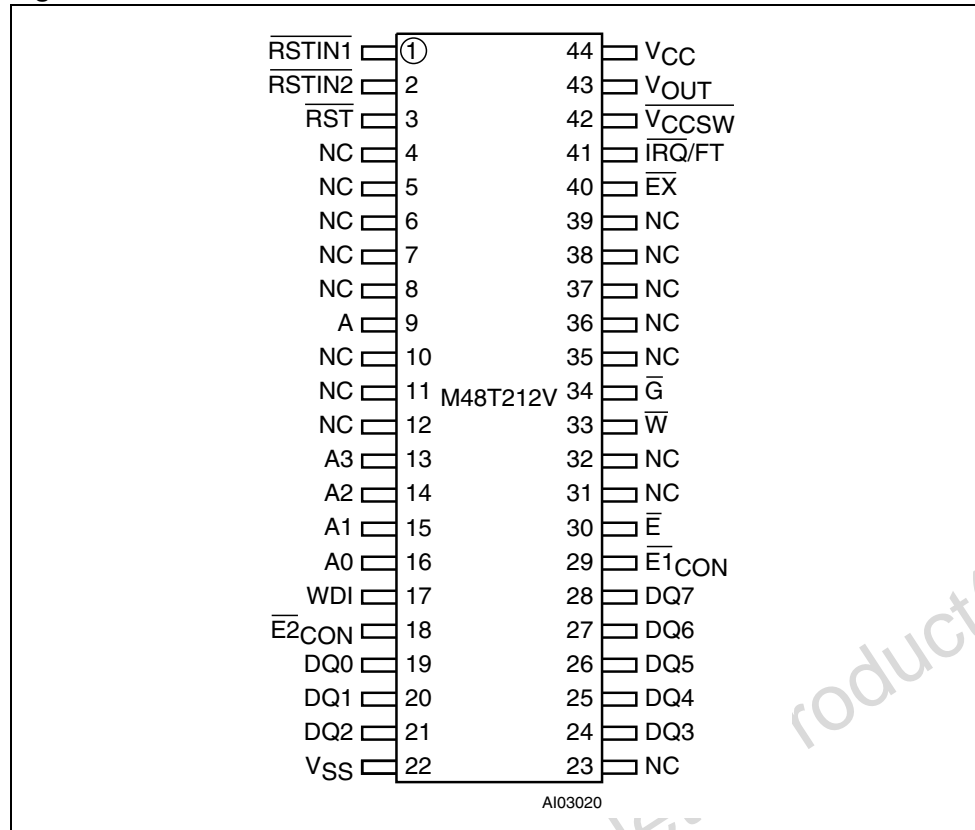 RSTIN1 1 44 VCC
RSTIN2 2 43 VOUT
RST 3 42 VCCSW
NC 4 41 IRQ/FT
NC 5 40 EX
NC 6 39 NC
NC 7 38 NC
NC 8 37 NC
A 9 36 NC
NC 10 35 NC
NC 11 M48T212V 34 G
NC 12 33 W
A3 13 32 NC
A2 14 31 NC
A1 15 30 E
A0 16 29 E1CON
WDI 17 28 DQ7
E2CON 18 27 DQ6
DQ0 19 26 DQ5
DQ1 20 25 DQ4
DQ2 21 24 DQ3
VSS 22 23 NC
AI03020